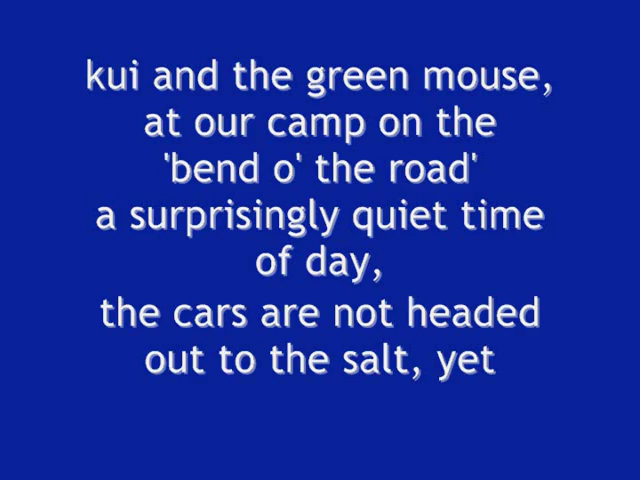 kui and the green mouse,
at our camp on the
'bend o' the road'
a surprisingly quiet time
of day,
the cars are not headed
out to the salt, yet